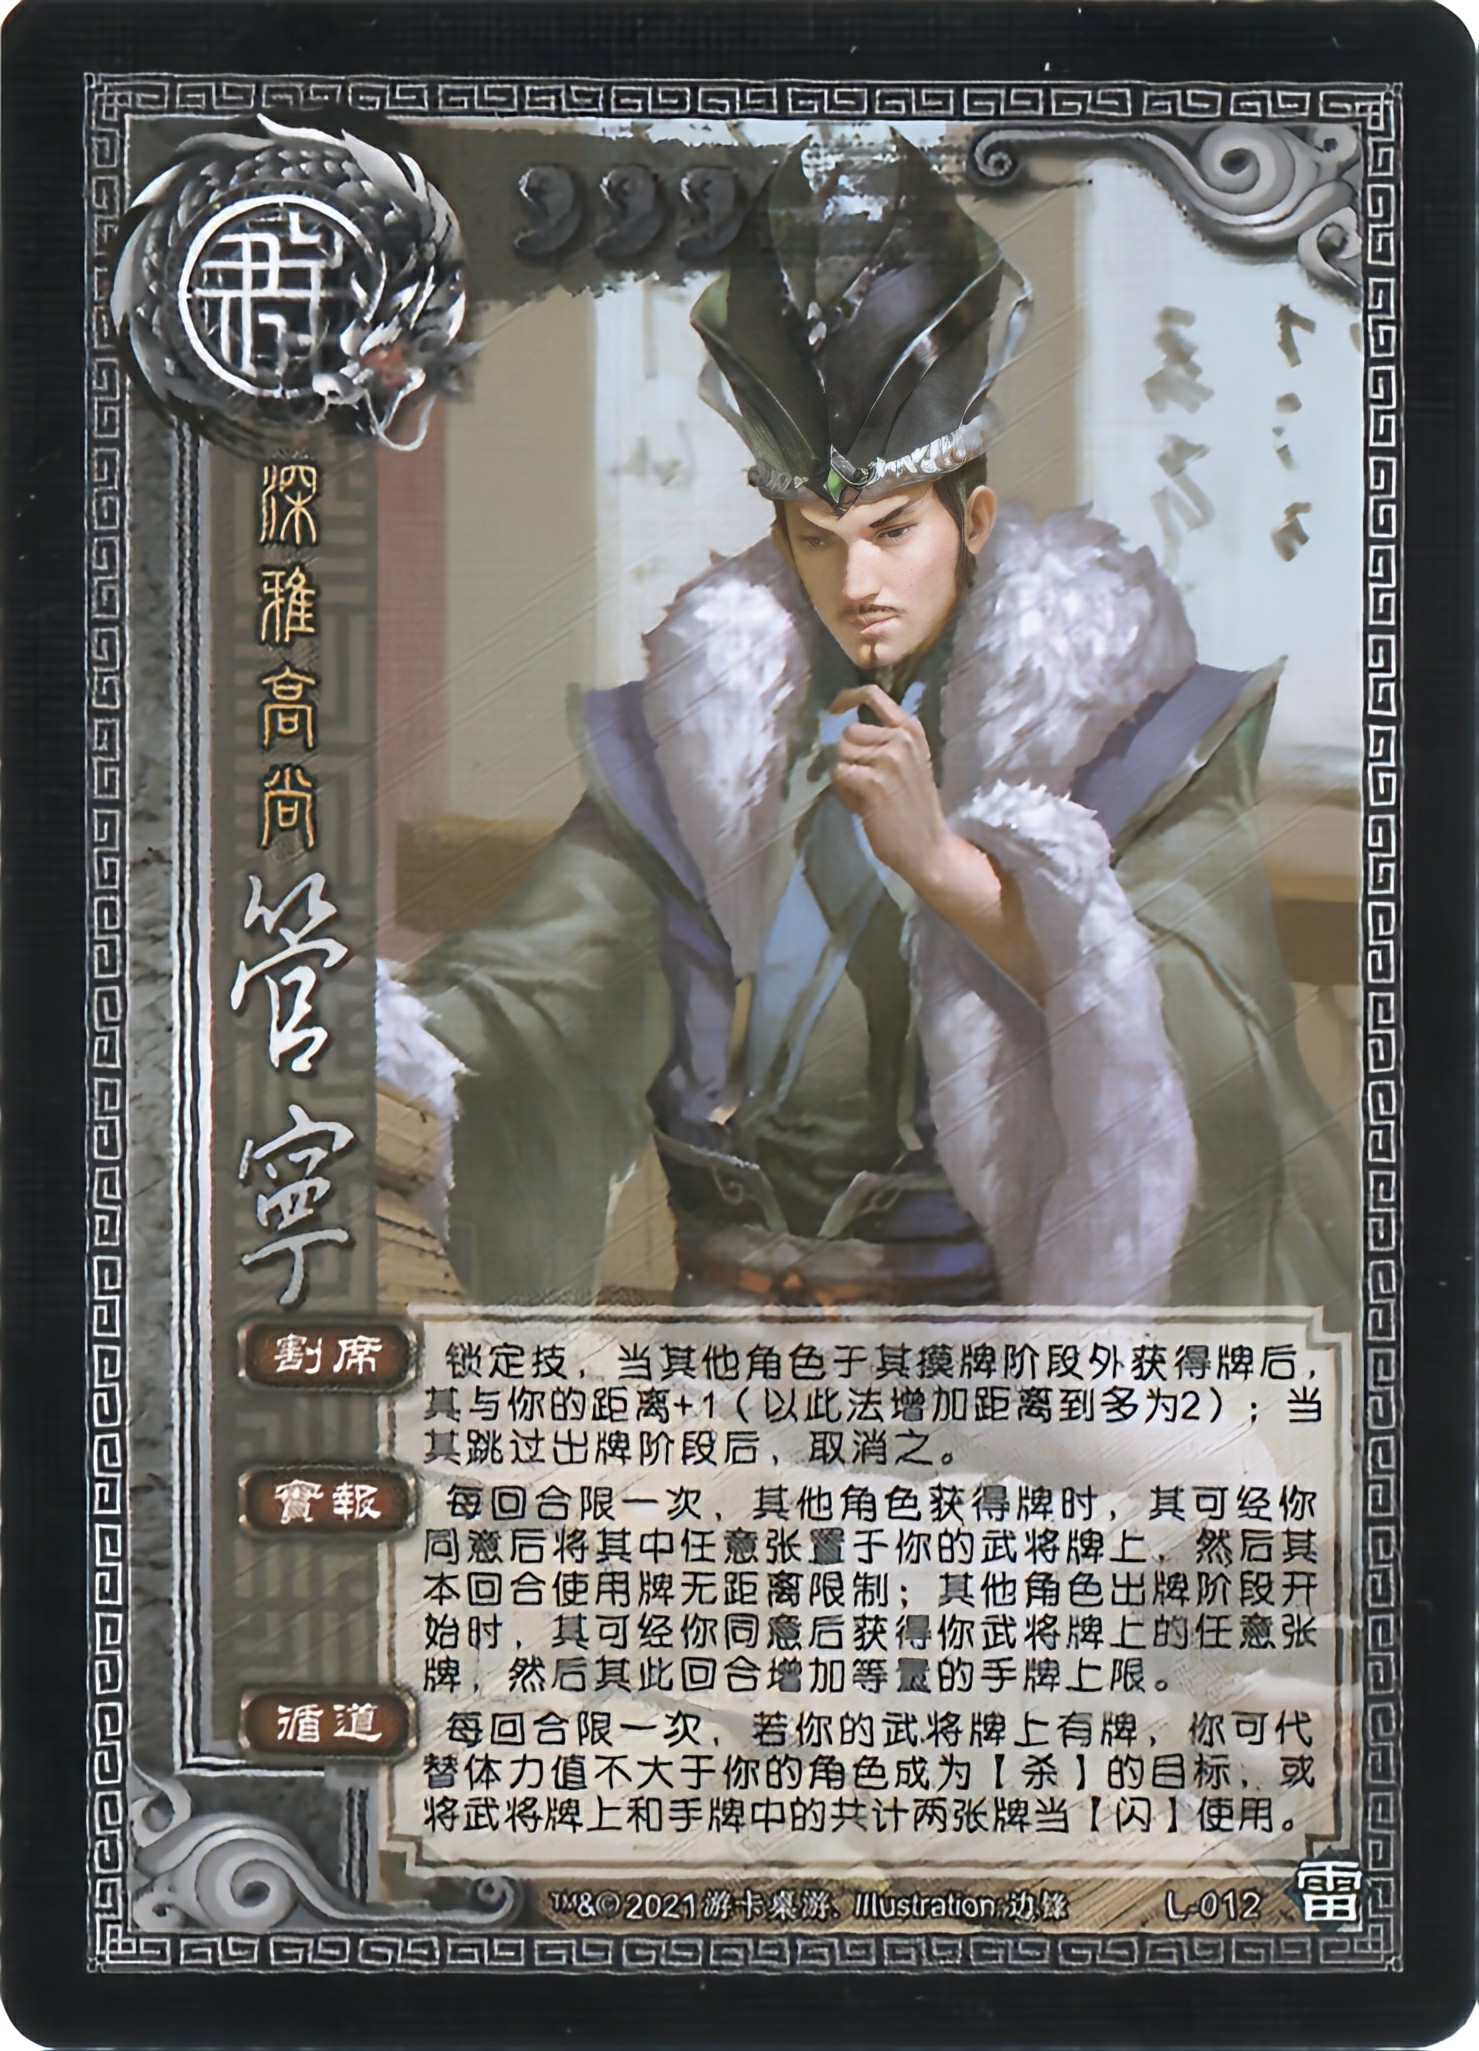 群
深雅高尚
管寧
割席
锁定技，当其他角色于其摸牌阶段外获得牌后，
其与你的距离+1（以此法增加距离到多为2）；当
其跳过出牌阶段后，取消之。
實報
每回合限一次，其他角色获得牌时，其可经你
同意后将其中任意张置于你的武将牌上，然后其
本回合使用牌无距离限制；其他角色出牌阶段开
始时，其可经你同意后获得你武将牌上的任意张
牌，然后其此回合增加等量的手牌上限。
循道
每回合限一次，若你的武将牌上有牌，你可代
替体力值不大于你的角色成为【杀】的目标，或
将武将牌上和手牌中的共计两张牌当【闪】使用。
™&©2021游卡桌游. Illustration 边锋
L-012
雷